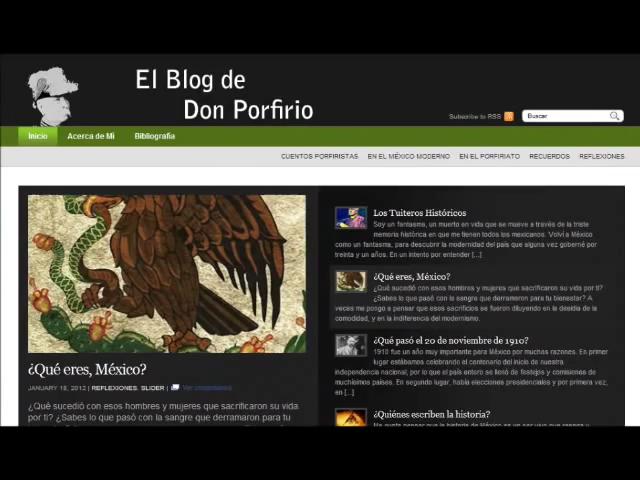 El Blog de
Don Porfirio
Subscribe to RSS
Buscar
Inicio
Acerca de Mi
Bibliografía
CUENTOS PORFIRISTAS EN EL MÉXICO MODERNO EN EL PORFIRIATO RECUERDOS REFLEXIONES
¿Qué eres, México?
JANUARY 18, 2012 | REFLEXIONES, SLIDER | Ver comentarios
¿Qué sucedió con esos hombres y mujeres que sacrificaron su vida
por ti? ¿Sabes lo que pasó con la sangre que derramaron para tu
Los Tuiteros Históricos
Soy un fantasma, un muerto en vida que se mueve a través de la triste
memoria histórica en que me tienen todos los mexicanos. Volví a México
como un fantasma, para descubrir la modernidad del país que alguna vez goberné por
treinta y un años. En un intento por entender [...]
¿Qué eres, México?
¿Qué sucedió con esos hombres y mujeres que sacrificaron su vida por ti?
¿Sabes lo que pasó con la sangre que derramaron para tu bienestar? A
veces me pongo a pensar que esos sacrificios se fueron diluyendo en la desidia de la
comodidad, y en la indiferencia del modernismo.
¿Qué pasó el 20 de noviembre de 1910?
1910 fue un año muy importante para México por muchas razones. En primer
lugar estábamos celebrando el centenario del inicio de nuestra
independencia nacional, por lo que el país entero se llenó de festejos y comisiones de
muchísimos países. En segundo lugar, había elecciones presidenciales y por primera vez,
en [...]
¿Quiénes escriben la historia?